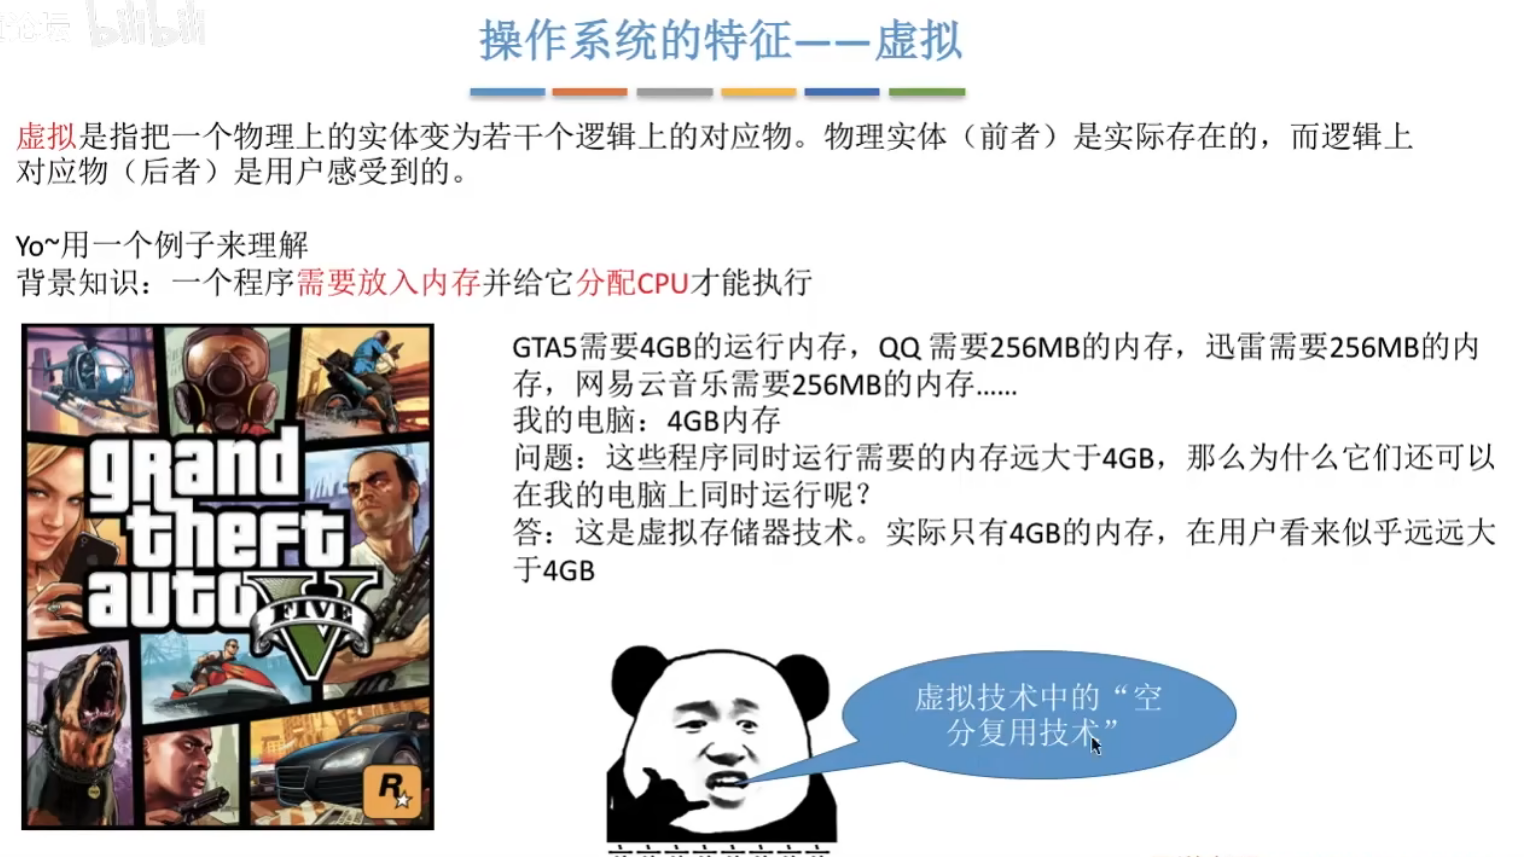 论坛 bilibili
操作系统的特征——虚拟
虚拟是指把一个物理上的实体变为若干个逻辑上的对应物。物理实体（前者）是实际存在的，而逻辑上
对应物（后者）是用户感受到的。
Yo~用一个例子来理解
背景知识：一个程序需要放入内存并给它分配CPU才能执行
grand
theft
auto
V
FIVE
R
GTA5需要4GB的运行内存，QQ 需要256MB的内存，迅雷需要256MB的内
存，网易云音乐需要256MB的内存……
我的电脑：4GB内存
问题：这些程序同时运行需要的内存远大于4GB，那么为什么它们还可以
在我的电脑上同时运行呢？
答：这是虚拟存储器技术。实际只有4GB的内存，在用户看来似乎远远大
于4GB
虚拟技术中的“空
分复用技术”